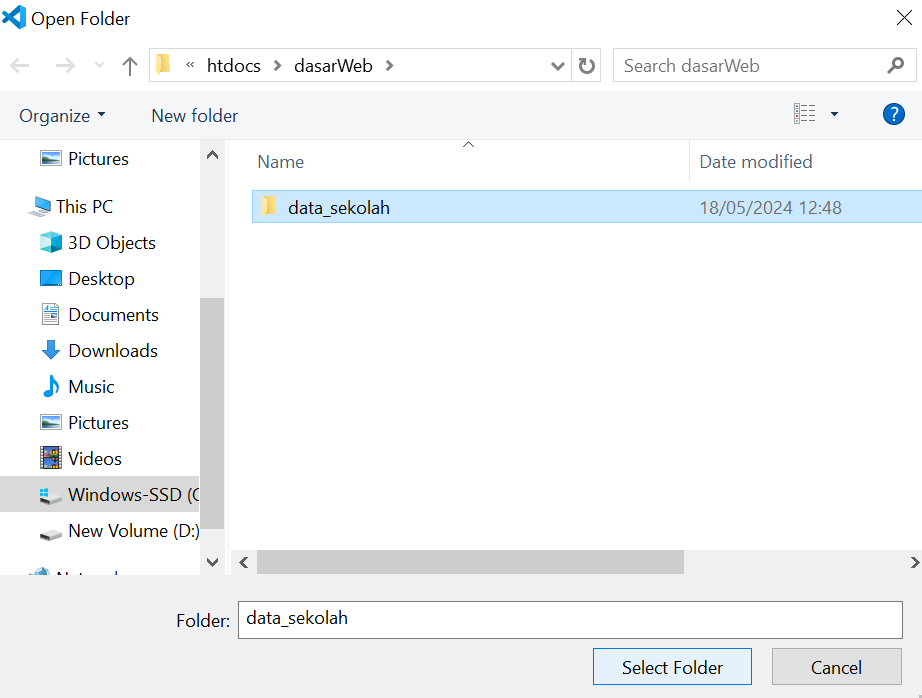 Open Folder
« htdocs > dasarWeb >
Search dasarWeb
Organize
New folder
?
Name
Date modified
Pictures
This PC
3D Objects
Desktop
Documents
Downloads
Music
Pictures
Videos
Windows-SSD (C
New Volume (D:)
data_sekolah
18/05/2024 12:48
Folder:
data_sekolah
Select Folder
Cancel